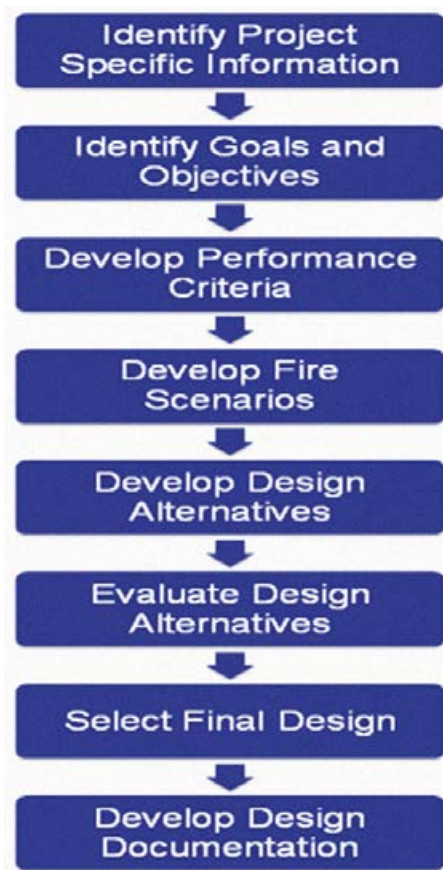 Identify Project
Specific Information
Identify Goals and
Objectives
Develop Performance
Criteria
Develop Fire
Scenarios
Develop Design
Alternatives
Evaluate Design
Alternatives
Select Final Design
Develop Design
Documentation